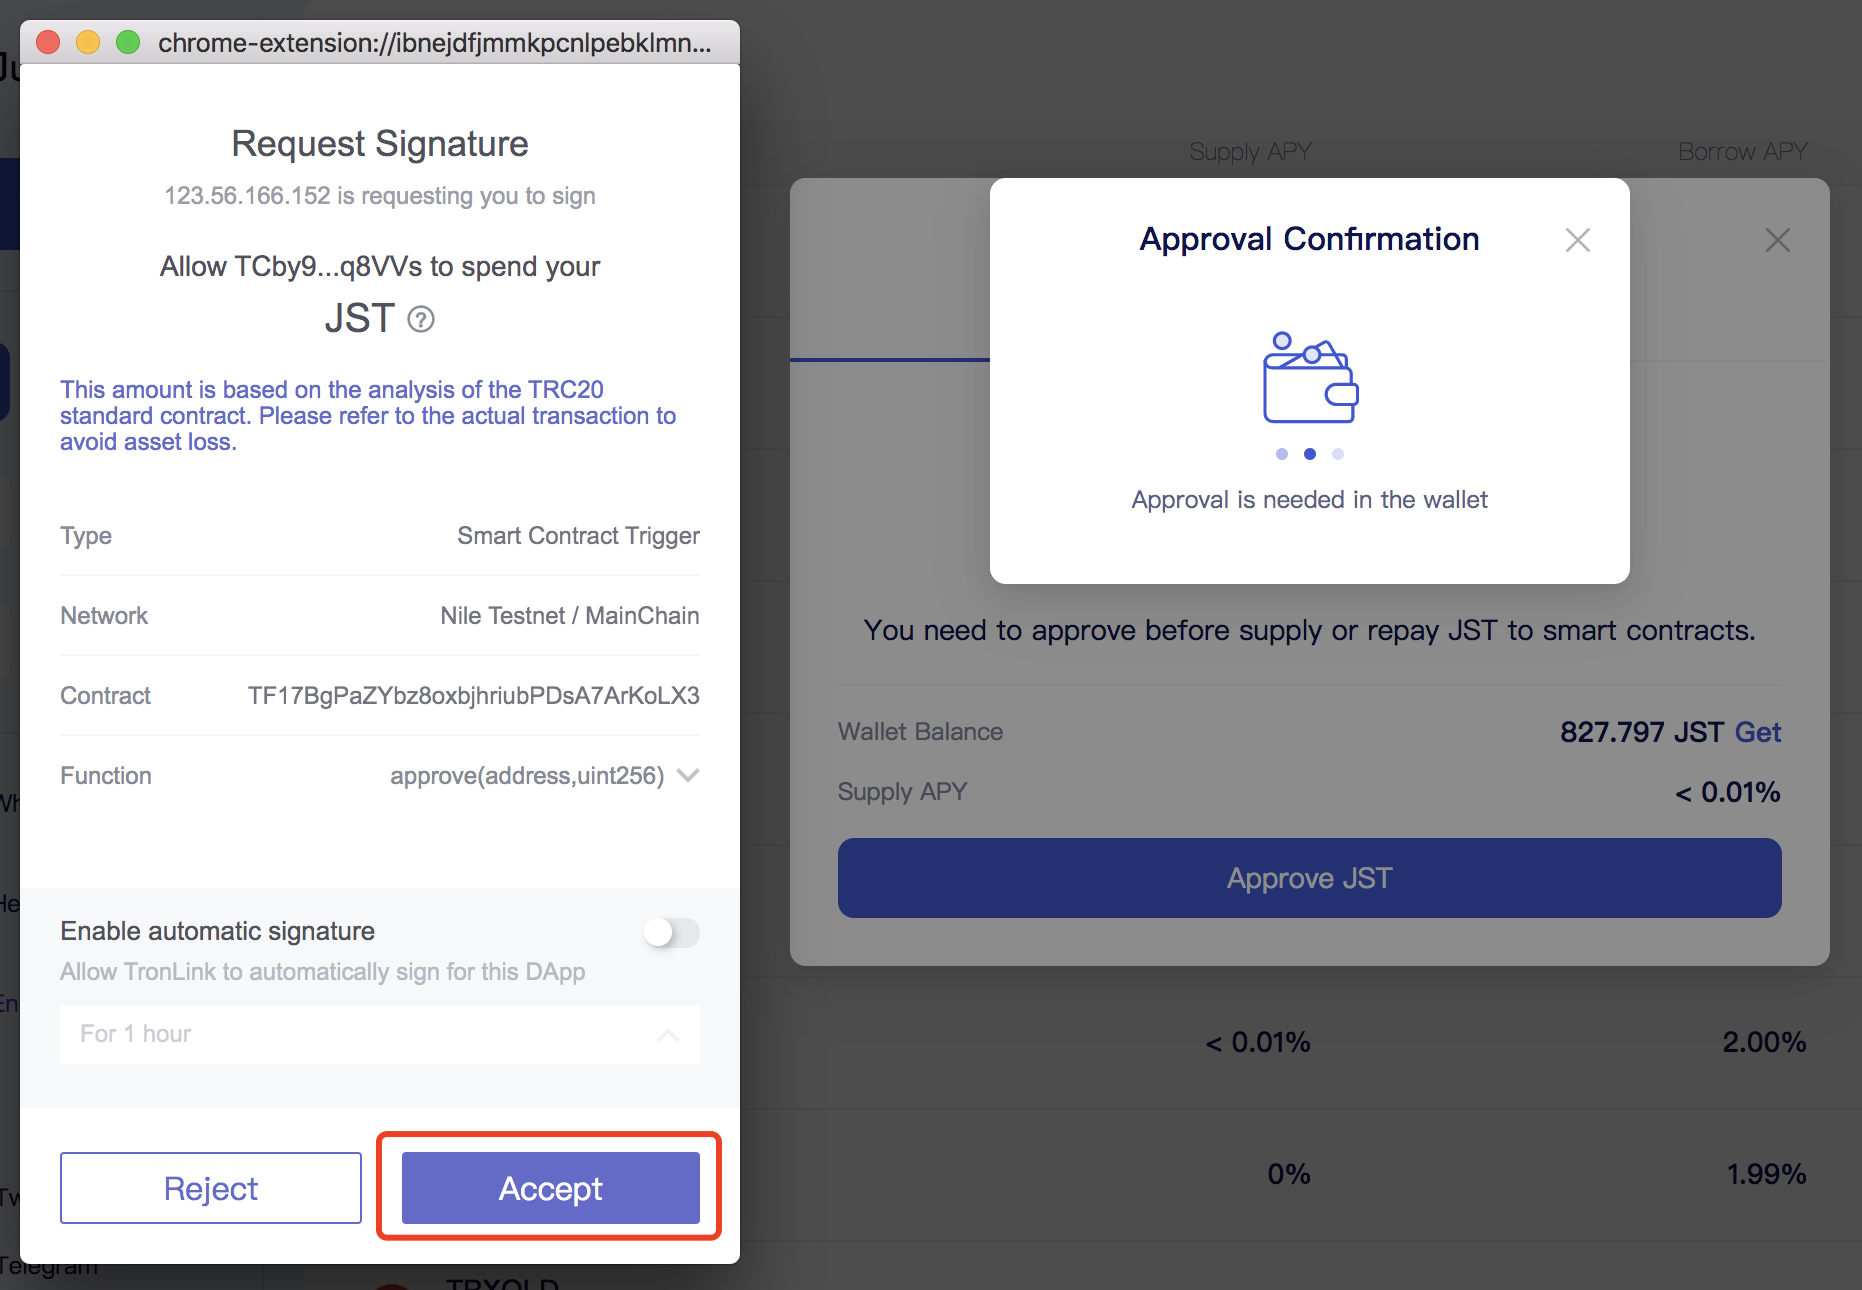 chrome-extension://ibnejdfjmmkpcnlpebklmn...
Request Signature
123.56.166.152 is requesting you to sign
Allow TCby9...q8VVs to spend your
JST ?
This amount is based on the analysis of the TRC20
standard contract. Please refer to the actual transaction to
avoid asset loss.
Type Smart Contract Trigger
Network Nile Testnet / MainChain
Contract TF17BgPaZYbz8oxbjhriubPDsA7ArKoLX3
Function approve(address,uint256)
Enable automatic signature
Allow TronLink to automatically sign for this DApp
For 1 hour
Reject Accept
Telegram
Supply APY Borrow APY
Approval Confirmation
Approval is needed in the wallet
You need to approve before supply or repay JST to smart contracts.
Wallet Balance 827.797 JST Get
Supply APY < 0.01%
Approve JST
< 0.01% 2.00%
0% 1.99%